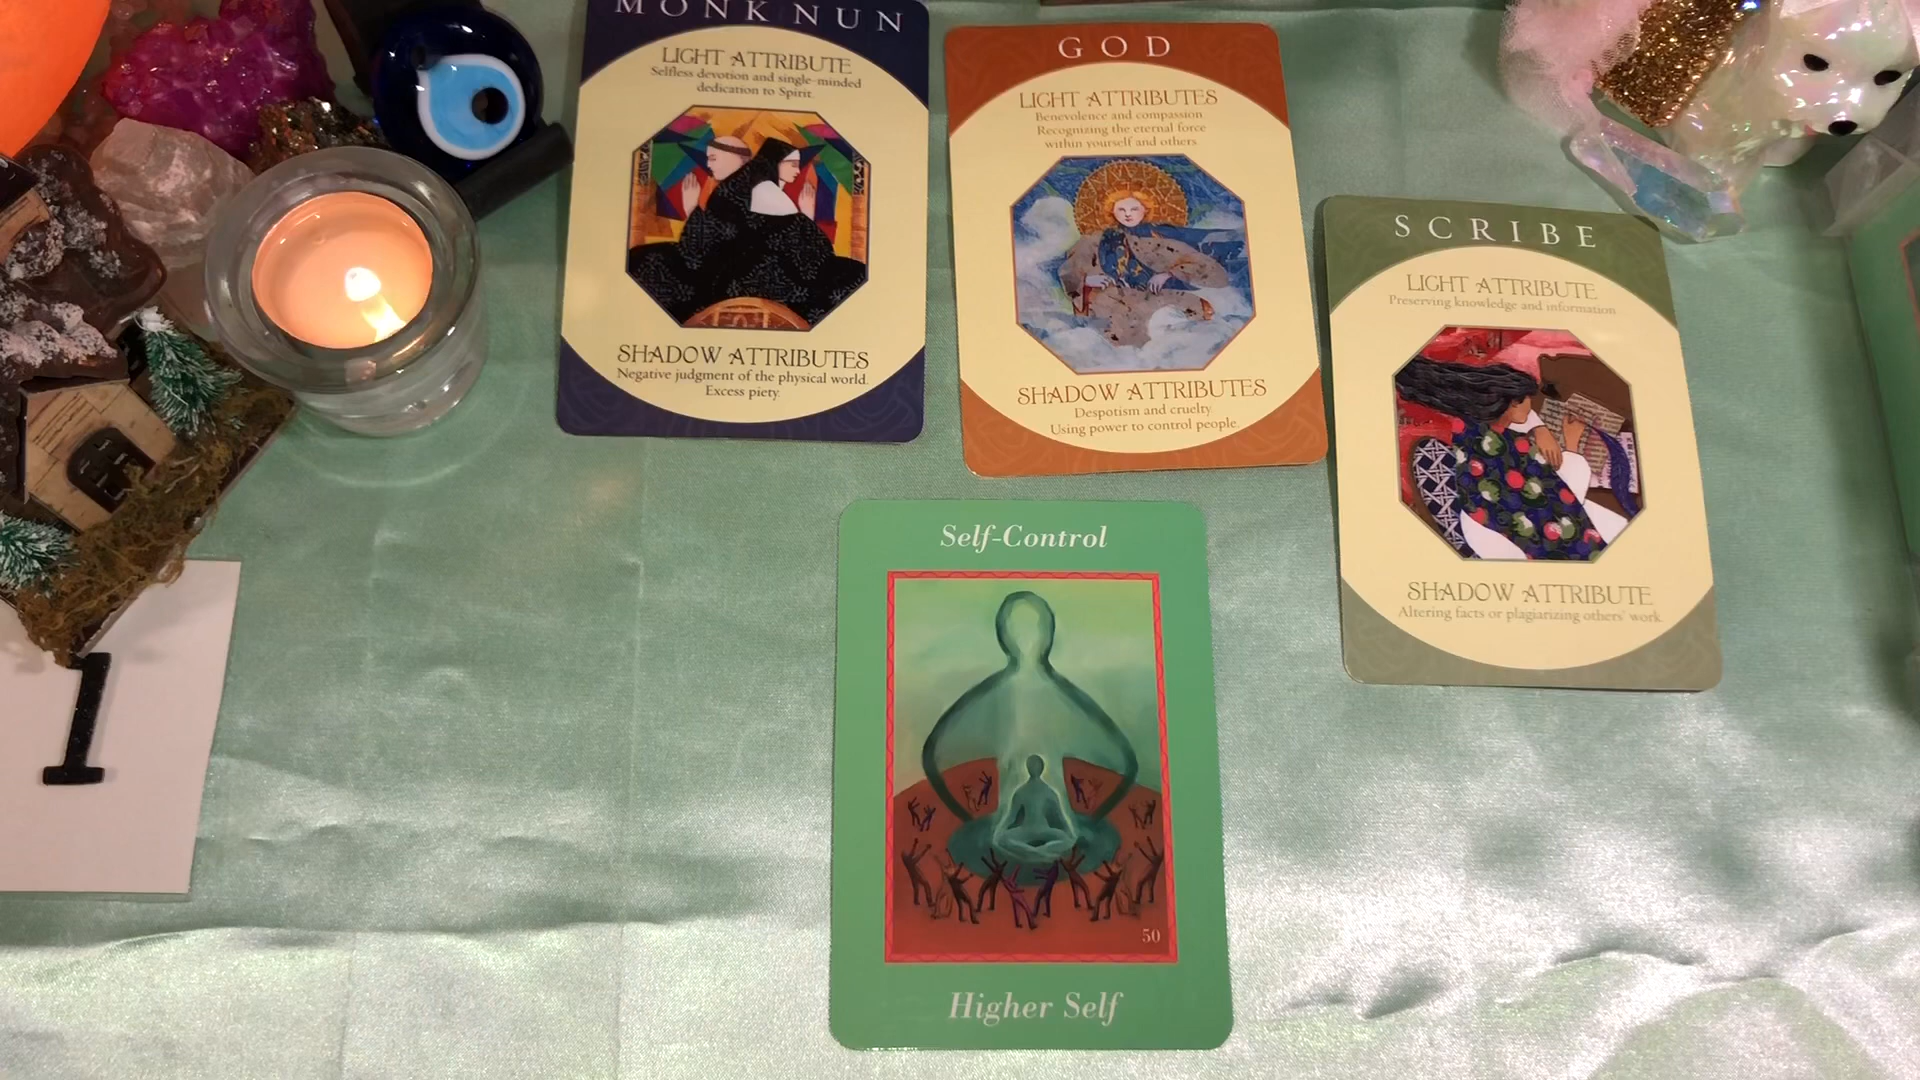 MONK NUN
LIGHT ATTRIBUTE
Selfless devotion and single-minded
dedication to Spirit.
SHADOW ATTRIBUTES
Negative judgment of the physical world.
Excess piety.
GOD
LIGHT ATTRIBUTES
Benevolence and compassion
Recognizing the eternal force
within yourself and others.
SHADOW ATTRIBUTES
Despotism and cruelty.
Using power to control people.
SCRIBE
LIGHT ATTRIBUTE
Preserving knowledge and information
SHADOW ATTRIBUTE
Altering facts or plagiarizing others' work.
Self-Control
50
Higher Self
1